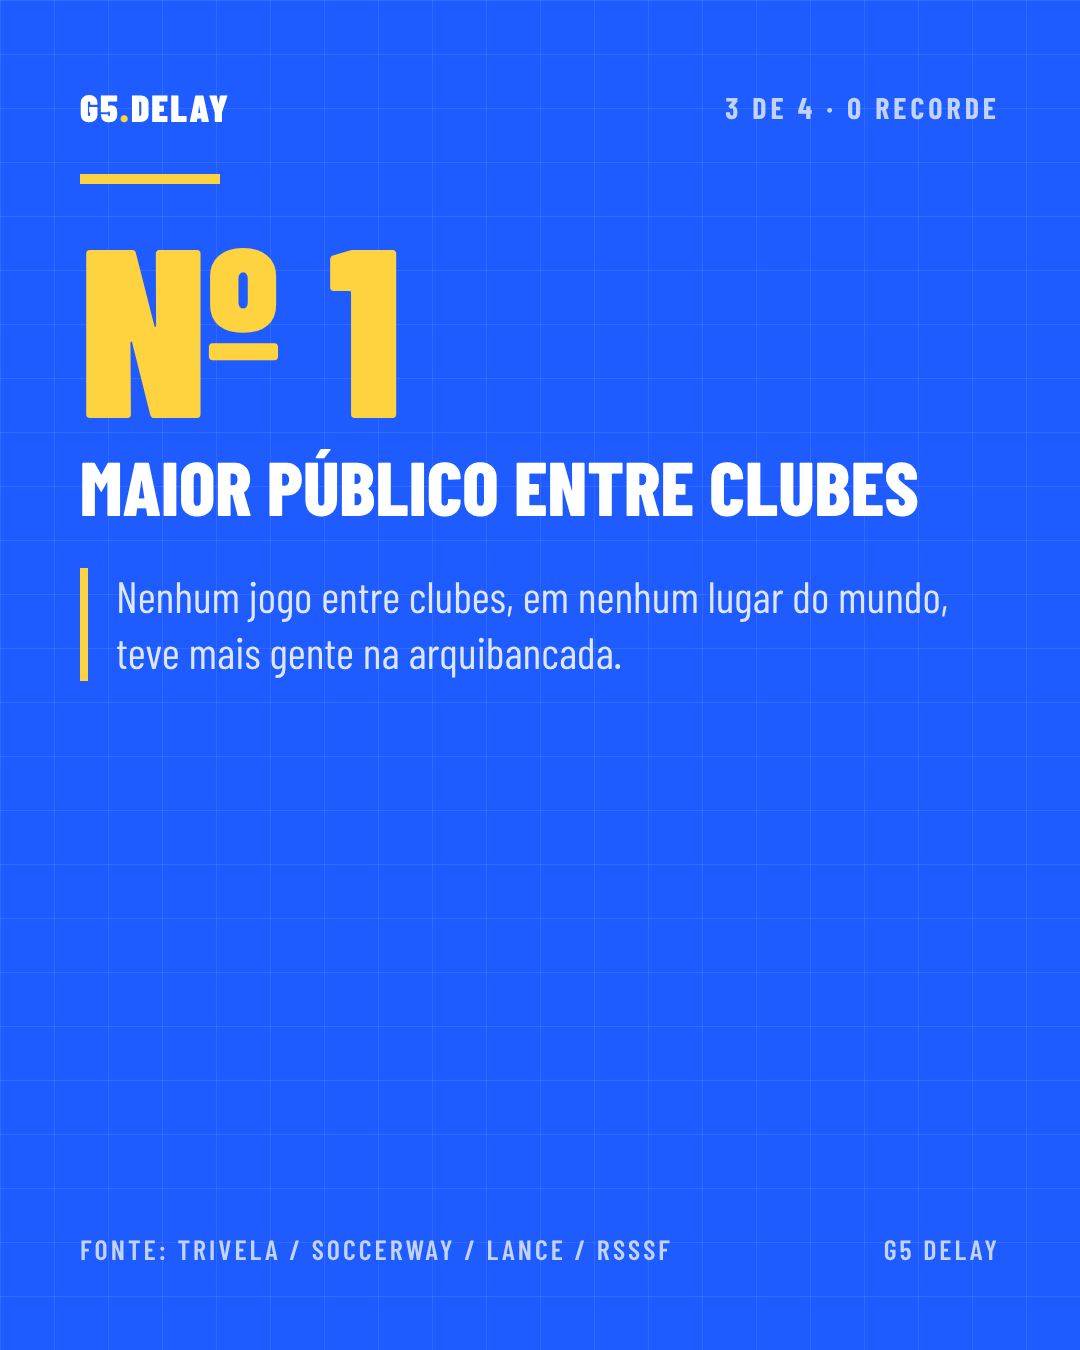 G5.DELAY
3 DE 4 · O RECORDE
Nº 1
MAIOR PÚBLICO ENTRE CLUBES
Nenhum jogo entre clubes, em nenhum lugar do mundo,
teve mais gente na arquibancada.
FONTE: TRIVELA / SOCCERWAY / LANCE / RSSSF
G5 DELAY